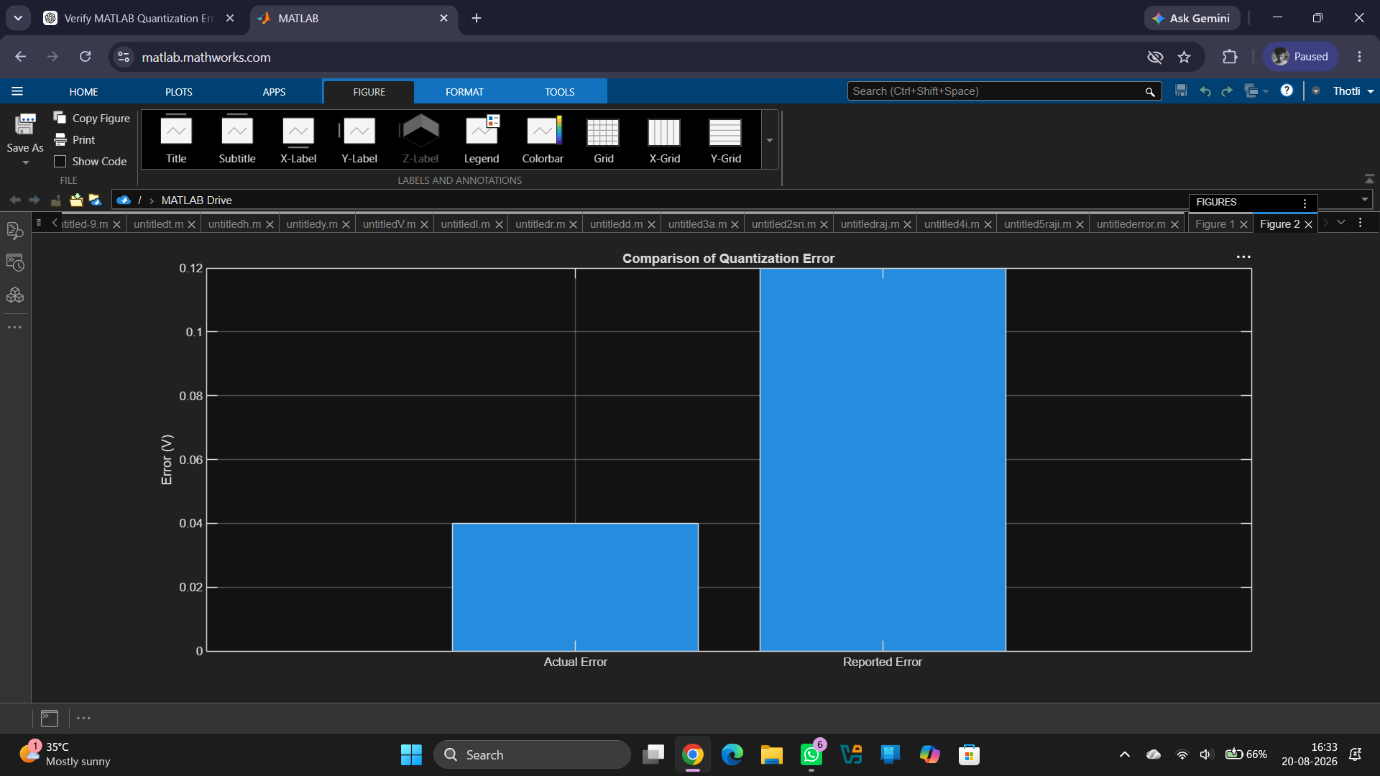 Verify MATLAB Quantization Err
MATLAB
Ask Gemini
matlab.mathworks.com
Paused
HOME PLOTS APPS FIGURE FORMAT TOOLS
Search (Ctrl+Shift+Space)
Thotli
Save As
Copy Figure
Print
Show Code
FILE
Title Subtitle X-Label Y-Label Z-Label Legend Colorbar Grid X-Grid Y-Grid
LABELS AND ANNOTATIONS
/ > MATLAB Drive
FIGURES
titled-9.m untitledt.m untitledh.m untitledy.m untitledV.m untitledl.m untitledr.m untitledd.m untitled3a.m untitled2sri.m untitledraj.m untitled4i.m untitled5raji.m untitlederror.m Figure 1 Figure 2
Comparison of Quantization Error
0.12
0.1
0.08
0.06
0.04
0.02
0
Error (V)
Actual Error Reported Error
1
35°C
Mostly sunny
Search
6
66%
16:33
20-08-2026